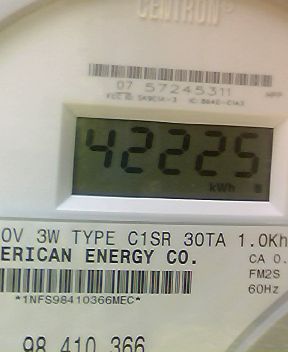 CENTRON®
07 57245311
42225
kWh
0V 3W TYPE C1SR 30TA 1.0Kh
ERICAN ENERGY CO.
CA 0.
FM2S
60Hz
*1NFS98410366MEC*
98 410 366